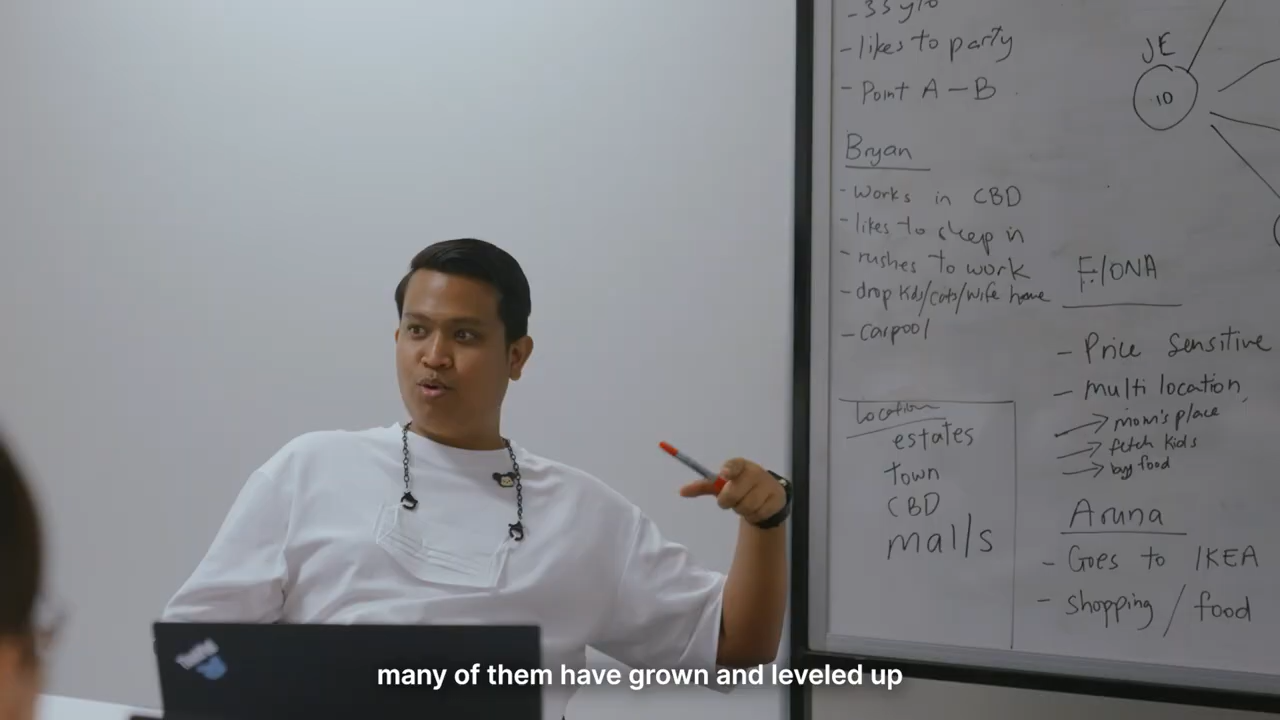 - 35 y/o
- likes to party
- Point A - B
JE
10
Bryan
- works in CBD
- likes to sleep in
- rushes to work
- drop kids/cats/wife home
- carpool
Location
estates
town
CBD
malls
FIONA
- Price Sensitive
- multi location,
→ mom's place
→ fetch kids
→ buy food
Aruna
- Goes to IKEA
- shopping / food
many of them have grown and leveled up